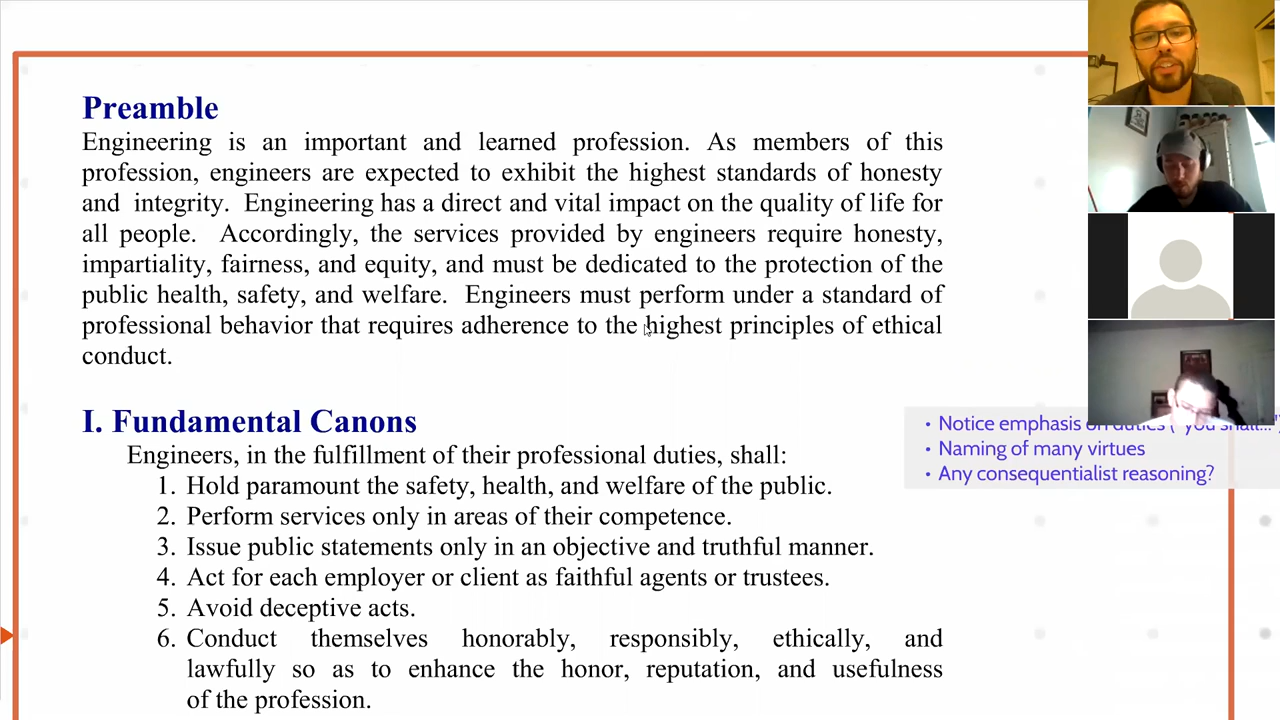 Preamble
Engineering is an important and learned profession. As members of this
profession, engineers are expected to exhibit the highest standards of honesty
and integrity. Engineering has a direct and vital impact on the quality of life for
all people. Accordingly, the services provided by engineers require honesty,
impartiality, fairness, and equity, and must be dedicated to the protection of the
public health, safety, and welfare. Engineers must perform under a standard of
professional behavior that requires adherence to the highest principles of ethical
conduct.
I. Fundamental Canons
Engineers, in the fulfillment of their professional duties, shall:
1. Hold paramount the safety, health, and welfare of the public.
2. Perform services only in areas of their competence.
3. Issue public statements only in an objective and truthful manner.
4. Act for each employer or client as faithful agents or trustees.
5. Avoid deceptive acts.
6. Conduct themselves honorably, responsibly, ethically, and
lawfully so as to enhance the honor, reputation, and usefulness
of the profession.
• Notice emphasis on duties ("you shall...")
• Naming of many virtues
• Any consequentialist reasoning?